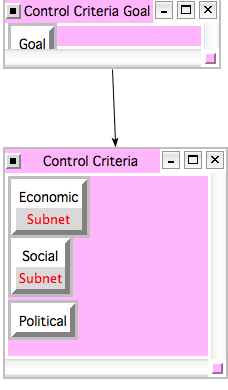 Control Criteria Goal
Goal
Control Criteria
Economic
Subnet
Social
Subnet
Political